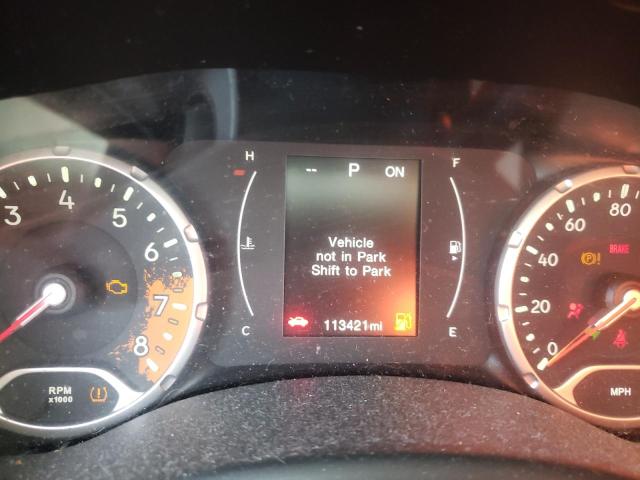 H
-- P ON
F
3 4 5 6 7 8
Vehicle
not in Park
Shift to Park
C
113421mi
E
RPM
x1000
0 20 40 60 80
BRAKE
P
MPH